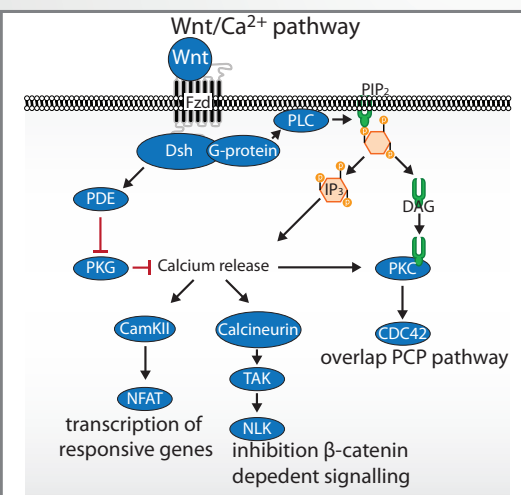 Wnt/Ca²⁺ pathway
Wnt
Fzd
PIP₂
PLC
P
P
P
Dsh
G-protein
P
P
P
IP₃
PDE
DAG
PKG
Calcium release
PKC
CamKII
Calcineurin
CDC42
overlap PCP pathway
TAK
NFAT
NLK
transcription of
responsive genes
inhibition β-catenin
depedent signalling